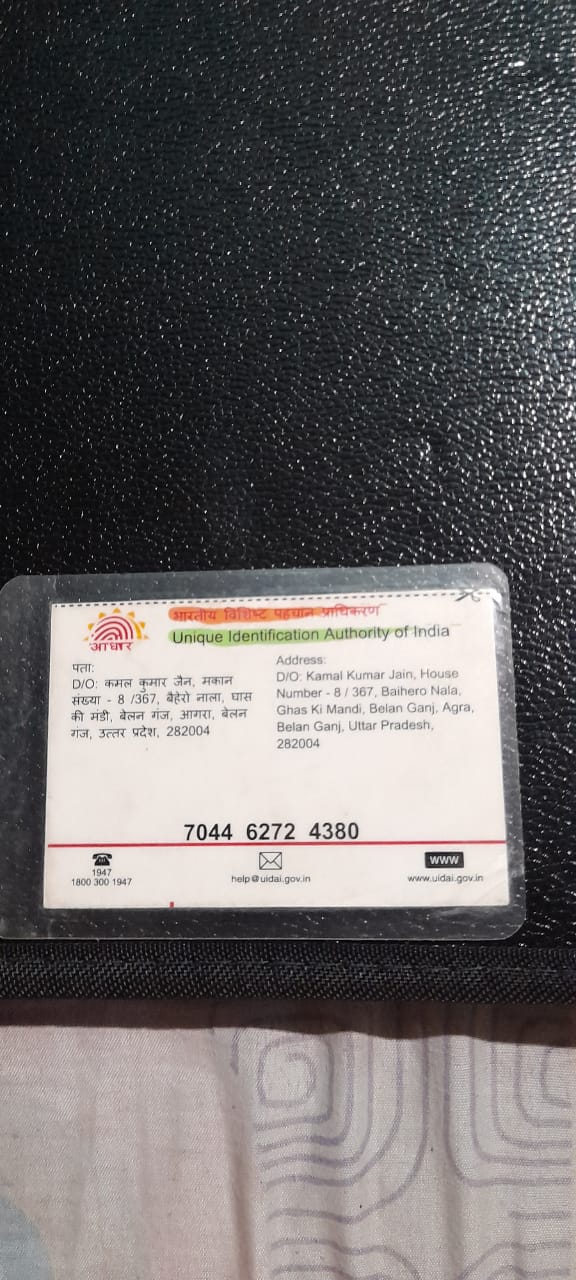 भारतीय विशिष्ट पहचान प्राधिकरण
Unique Identification Authority of India
आधार
पता:
D/O: कमल कुमार जैन, मकान
संख्या - 8 /367, बैहेरो नाला, घास
की मंडी, बेलन गंज, आगरा, बेलन
गंज, उत्तर प्रदेश, 282004
Address:
D/O: Kamal Kumar Jain, House
Number - 8 / 367, Baihero Nala,
Ghas Ki Mandi, Belan Ganj, Agra,
Belan Ganj, Uttar Pradesh,
282004
7044 6272 4380
1947
1800 300 1947
help@uidai.gov.in
www
www.uidai.gov.in